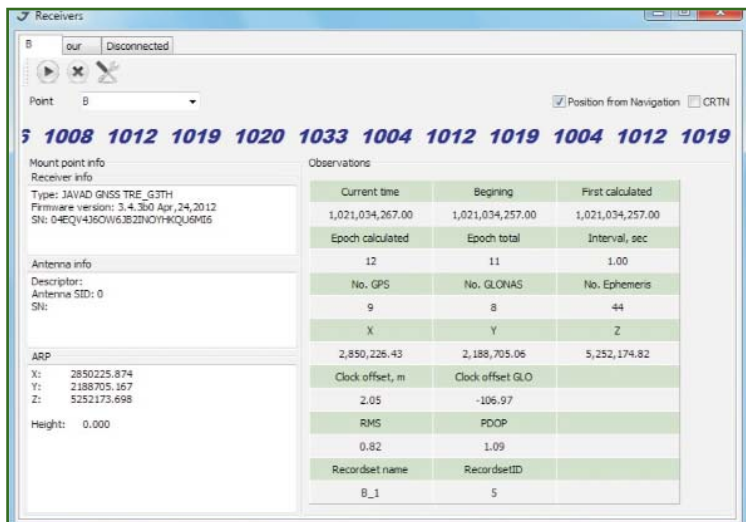 Receivers
B our Disconnected
Point B Position from Navigation CRTN
1008 1012 1019 1020 1033 1004 1012 1019 1004 1012 1019
Mount point info
Receiver info
Type: JAVAD GNSS TRE_G3TH
Firmware version: 3.4.3b0 Apr,24,2012
SN: 04EQV4J6OW6JB2INOYHKQU6MI6
Antenna info
Descriptor:
Antenna SID: 0
SN:
ARP
X: 2850225.874
Y: 2188705.167
Z: 5252173.698
Height: 0.000
Observations
Current time Begining First calculated
1,021,034,267.00 1,021,034,257.00 1,021,034,257.00
Epoch calculated Epoch total Interval, sec
12 11 1.00
No. GPS No. GLONAS No. Ephemeris
9 8 44
X Y Z
2,850,226.43 2,188,705.06 5,252,174.82
Clock offset, m Clock offset GLO
2.05 -106.97
RMS PDOP
0.82 1.09
Recordset name RecordsetID
B_1 5